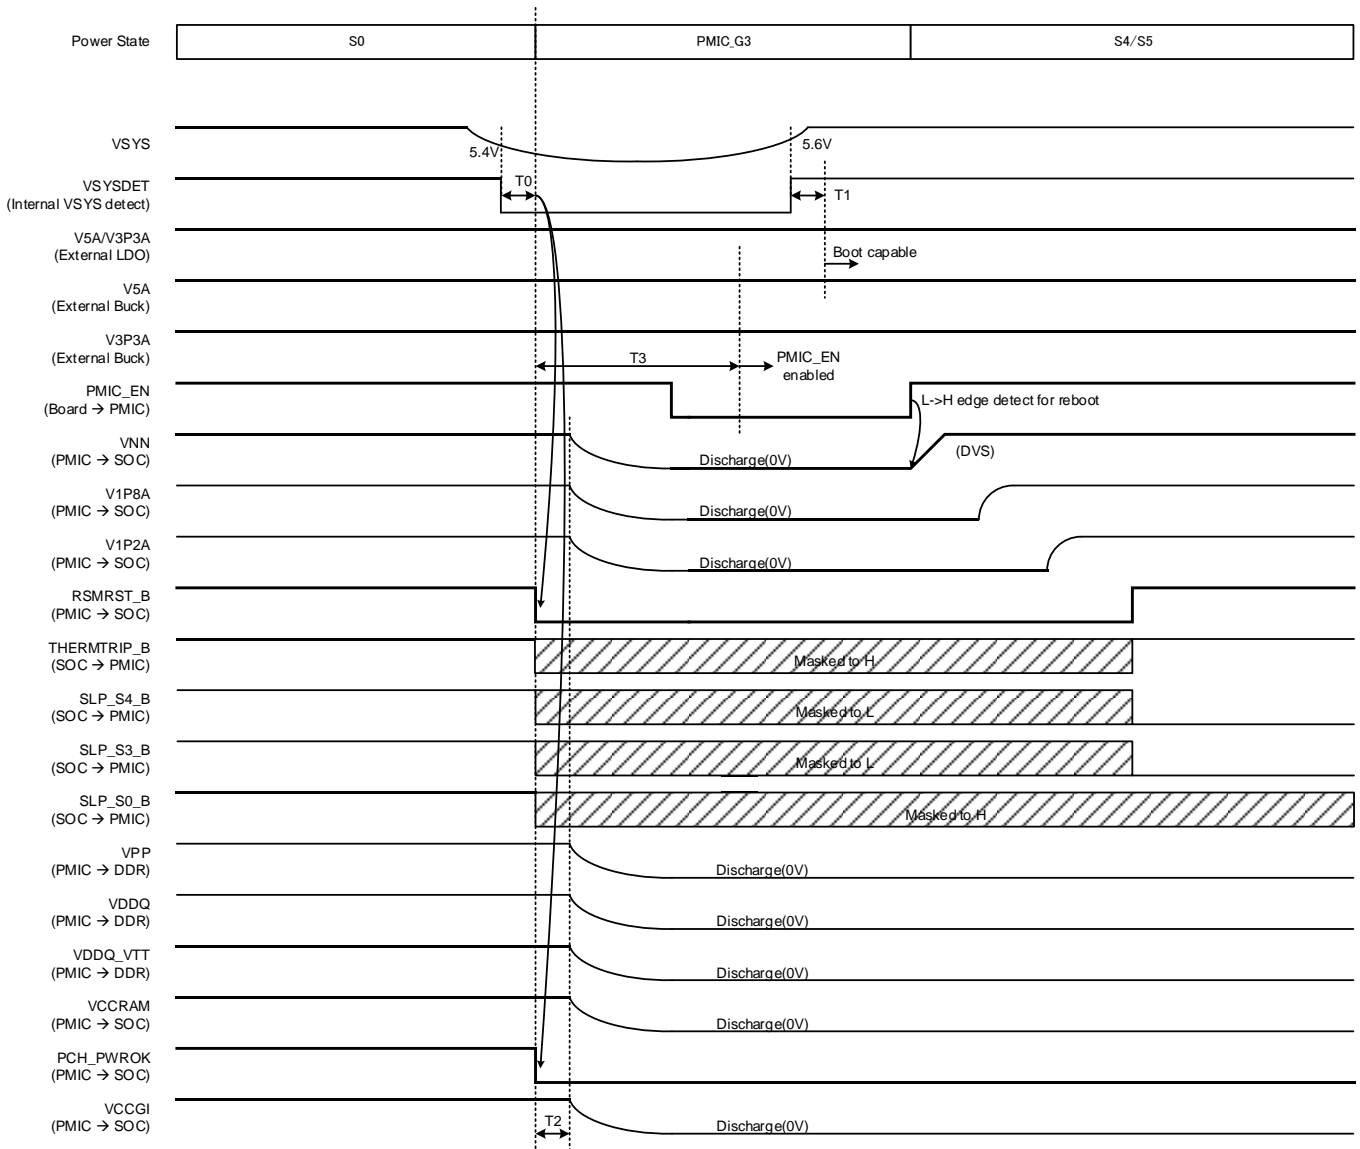 Power State
S0
PMIC_G3
S4/S5
VSYS
5.4V
5.6V
VSYSDET
(Internal VSYS detect)
T0
T1
V5A/V3P3A
(External LDO)
Boot capable
V5A
(External Buck)
V3P3A
(External Buck)
T3
PMIC_EN
enabled
PMIC_EN
(Board → PMIC)
L->H edge detect for reboot
VNN
(PMIC → SOC)
Discharge(0V)
(DVS)
V1P8A
(PMIC → SOC)
Discharge(0V)
V1P2A
(PMIC → SOC)
Discharge(0V)
RSMRST_B
(PMIC → SOC)
THERMTRIP_B
(SOC → PMIC)
Masked to H
SLP_S4_B
(SOC → PMIC)
Masked to L
SLP_S3_B
(SOC → PMIC)
Masked to L
SLP_S0_B
(SOC → PMIC)
Masked to H
VPP
(PMIC → DDR)
Discharge(0V)
VDDQ
(PMIC → DDR)
Discharge(0V)
VDDQ_VTT
(PMIC → DDR)
Discharge(0V)
VCCRAM
(PMIC → SOC)
Discharge(0V)
PCH_PWROK
(PMIC → SOC)
VCCGI
(PMIC → SOC)
T2
Discharge(0V)